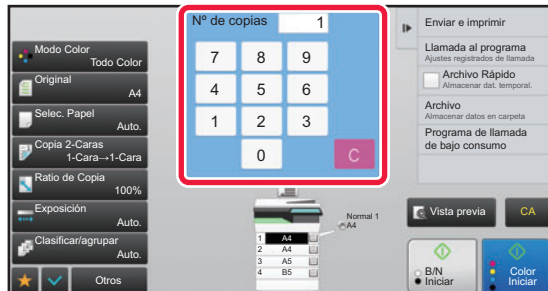 Nº de copias 1
7 8 9
4 5 6
1 2 3
0 C
Modo Color
Todo Color
Original
A4
Selec. Papel
Auto.
Copia 2-Caras
1-Cara→1-Cara
Ratio de Copia
100%
Exposición
Auto.
Clasificar/agrupar
Auto.
Otros
Normal 1
A4
1 A4
2 A4
3 A5
4 B5
Enviar e imprimir
Llamada al programa
Ajustes registrados de llamada
Archivo Rápido
Almacenar dat. temporal.
Archivo
Almacenar datos en carpeta
Programa de llamada
de bajo consumo
Vista previa
CA
B/N
Iniciar
Color
Iniciar